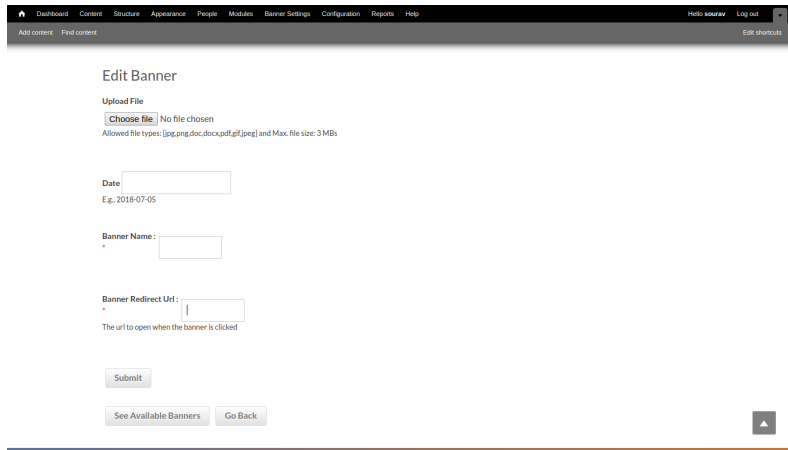 Dashboard Content Structure Appearance People Modules Banner Settings Configuration Reports Help Hello sourav Log out
Add content Find content Edit shortcuts
Edit Banner
Upload File
Choose file No file chosen
Allowed file types: [jpg,png,doc,docx,pdf,gif,jpeg] and Max. file size: 3 MBs
Date
E.g., 2018-07-05
Banner Name :
*
Banner Redirect Url :
*
The url to open when the banner is clicked
Submit
See Available Banners Go Back